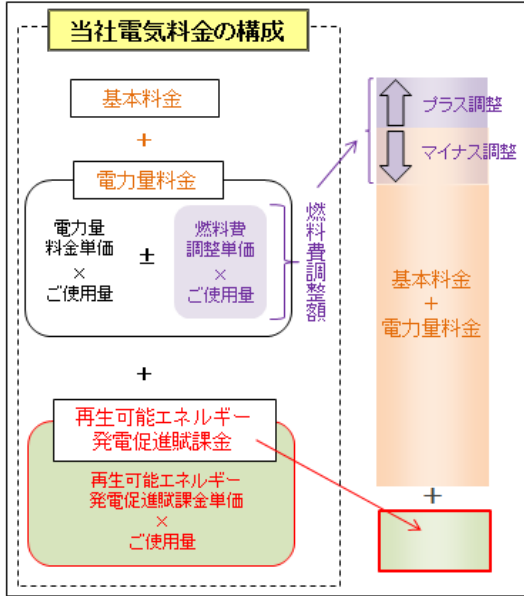 当社電気料金の構成
基本料金
+
電力量料金
電力量
料金単価
×
ご使用量
±
燃料費
調整単価
×
ご使用量
燃料費調整額
+
再生可能エネルギー
発電促進賦課金
再生可能エネルギー
発電促進賦課金単価
×
ご使用量
プラス調整
マイナス調整
基本料金
+
電力量料金
+